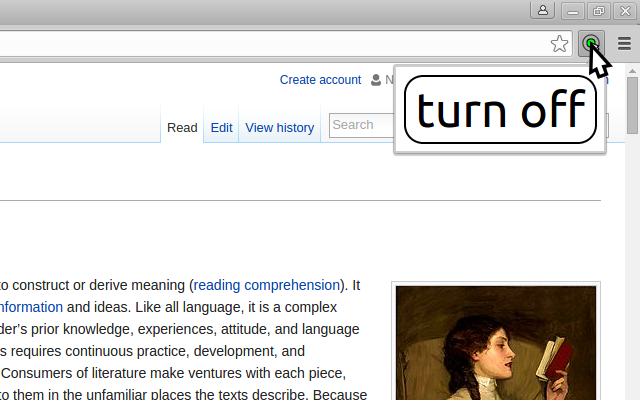 Create account
turn off
Read Edit View history Search
to construct or derive meaning (reading comprehension). It
nformation and ideas. Like all language, it is a complex
der's prior knowledge, experiences, attitude, and language
s requires continuous practice, development, and
Consumers of literature make ventures with each piece,
to them in the unfamiliar places the texts describe. Because